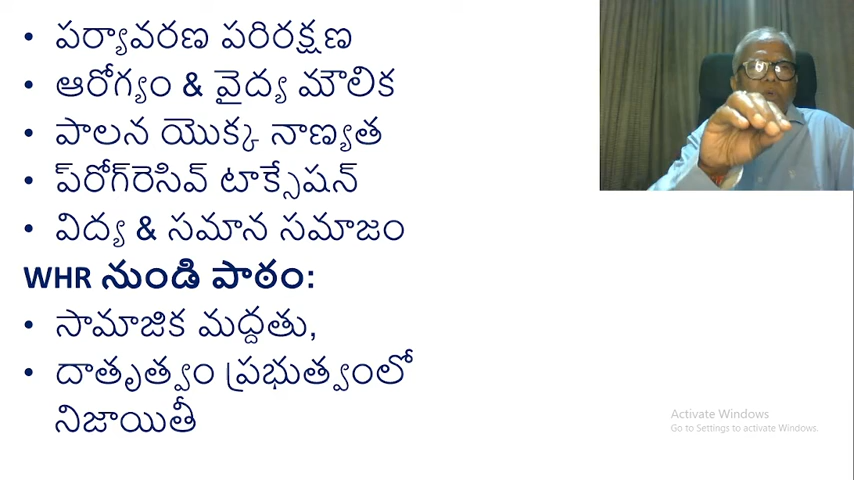 • పర్యావరణ పరిరక్షణ
• ఆరోగ్యం & వైద్య మౌలిక
• పాలన యొక్క నాణ్యత
• ప్రోగ్‌రెసివ్ టాక్సేషన్
• విద్య & సమాన సమాజం
WHR నుండి పాఠం:
• సామాజిక మద్దతు,
• దాతృత్వం ప్రభుత్వంలో
నిజాయితీ
Activate Windows
Go to Settings to activate Windows.